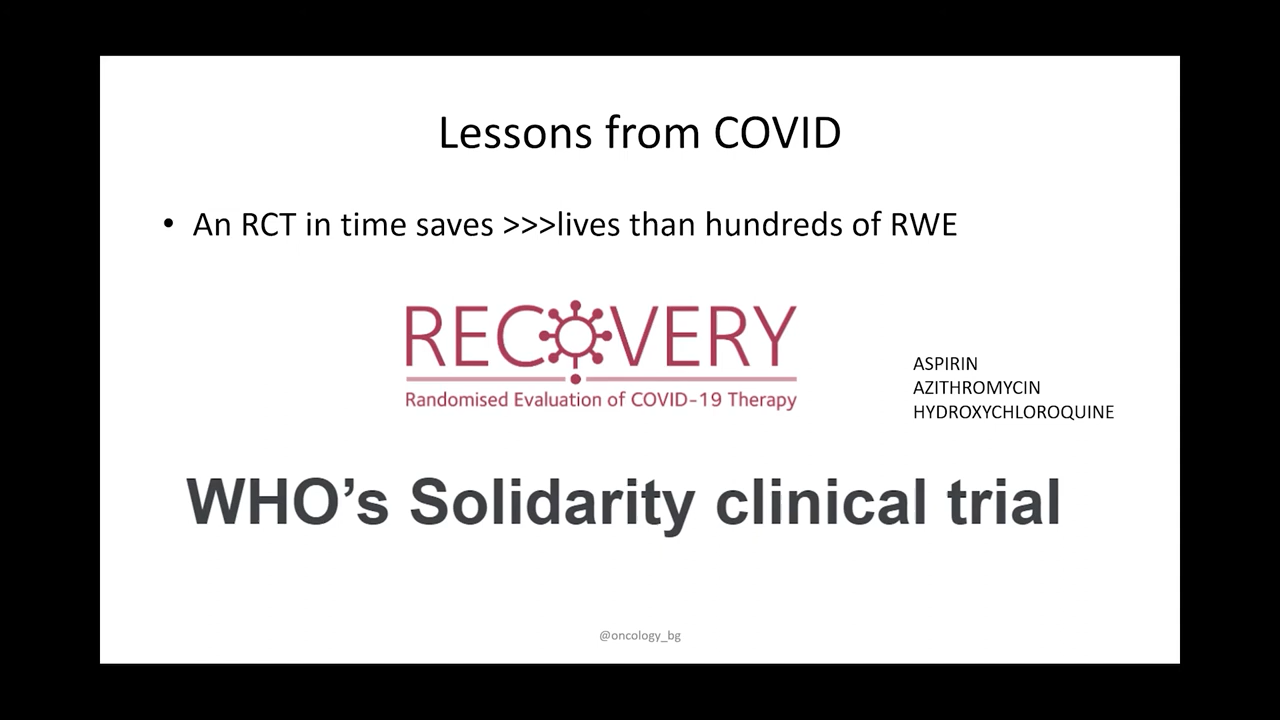 Lessons from COVID
• An RCT in time saves >>>lives than hundreds of RWE
RECOVERY
Randomised Evaluation of COVID-19 Therapy
ASPIRIN
AZITHROMYCIN
HYDROXYCHLOROQUINE
WHO’s Solidarity clinical trial
@oncology_bg